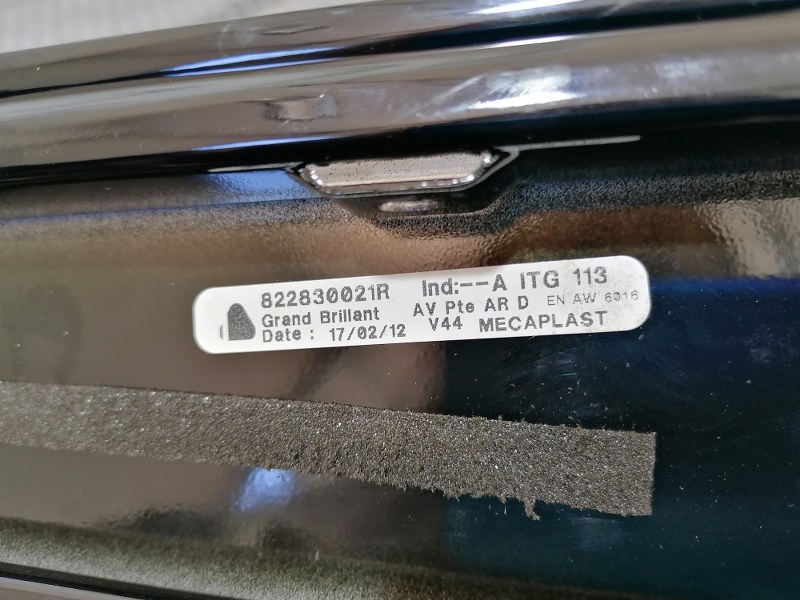 822830021R Ind:--A ITG 113
Grand Brillant AV Pte AR D EN AW 6016
Date : 17/02/12 V44 MECAPLAST